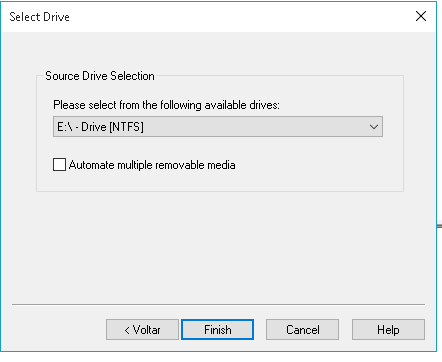 Select Drive
Source Drive Selection
Please select from the following available drives:
E:\ - Drive [NTFS]
Automate multiple removable media
< Voltar
Finish
Cancel
Help